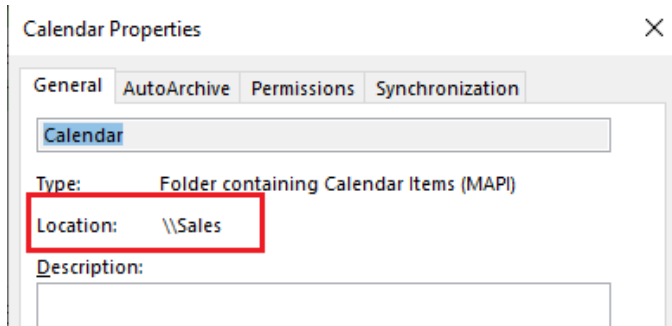 Calendar Properties
General AutoArchive Permissions Synchronization
Calendar
Type: Folder containing Calendar Items (MAPI)
Location: \\Sales
Description: